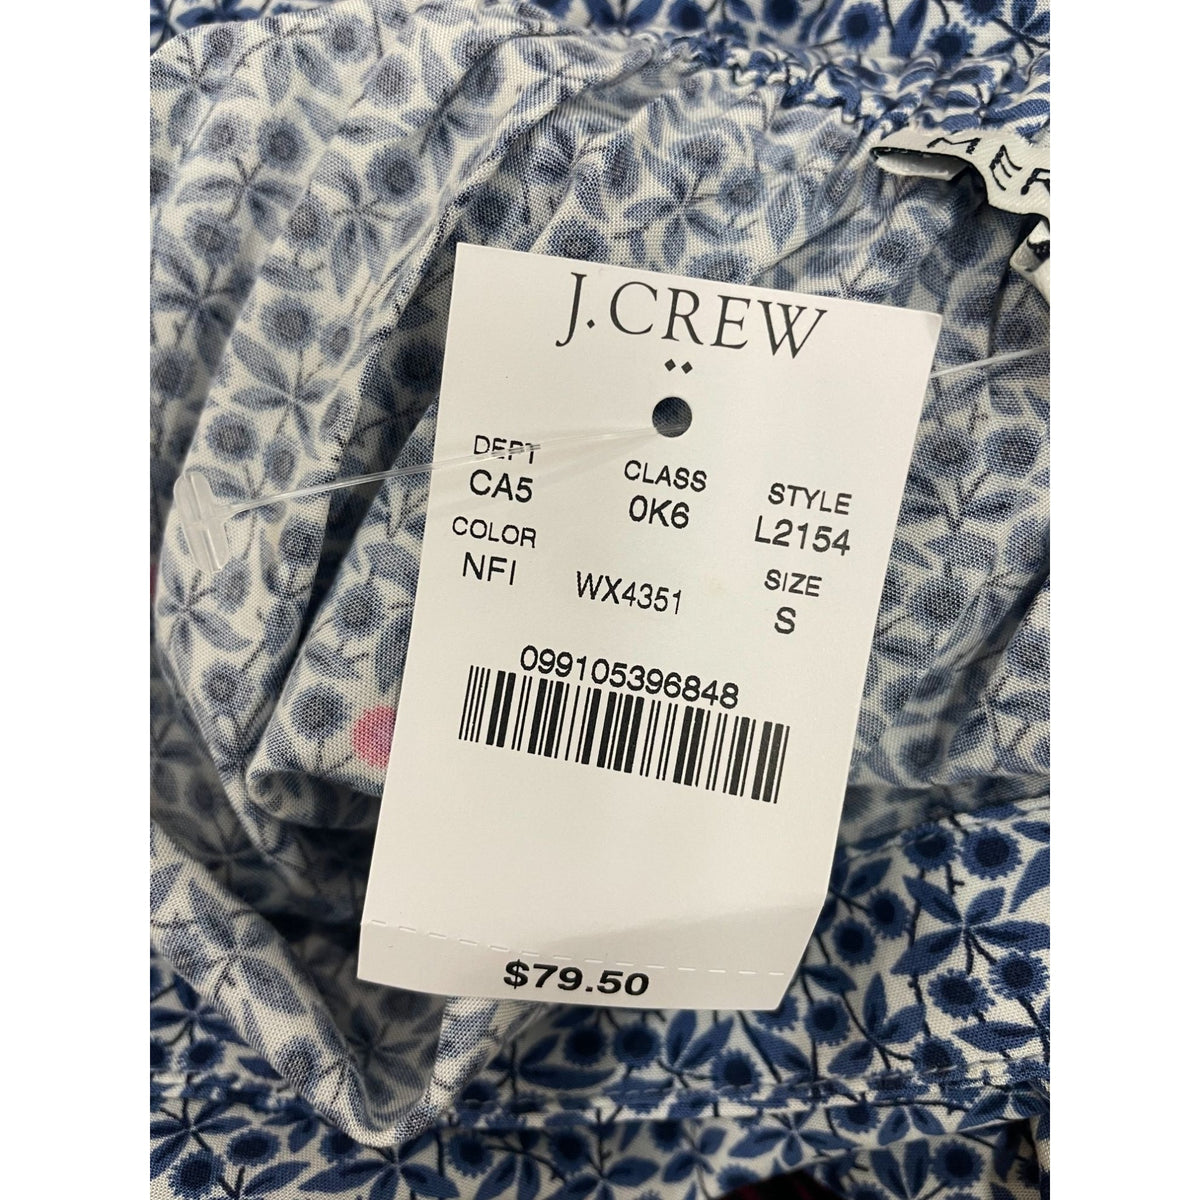 J.CREW
DEPT CLASS STYLE
CA5 0K6 L2154
COLOR SIZE
NFI WX4351 S
099105396848
$79.50